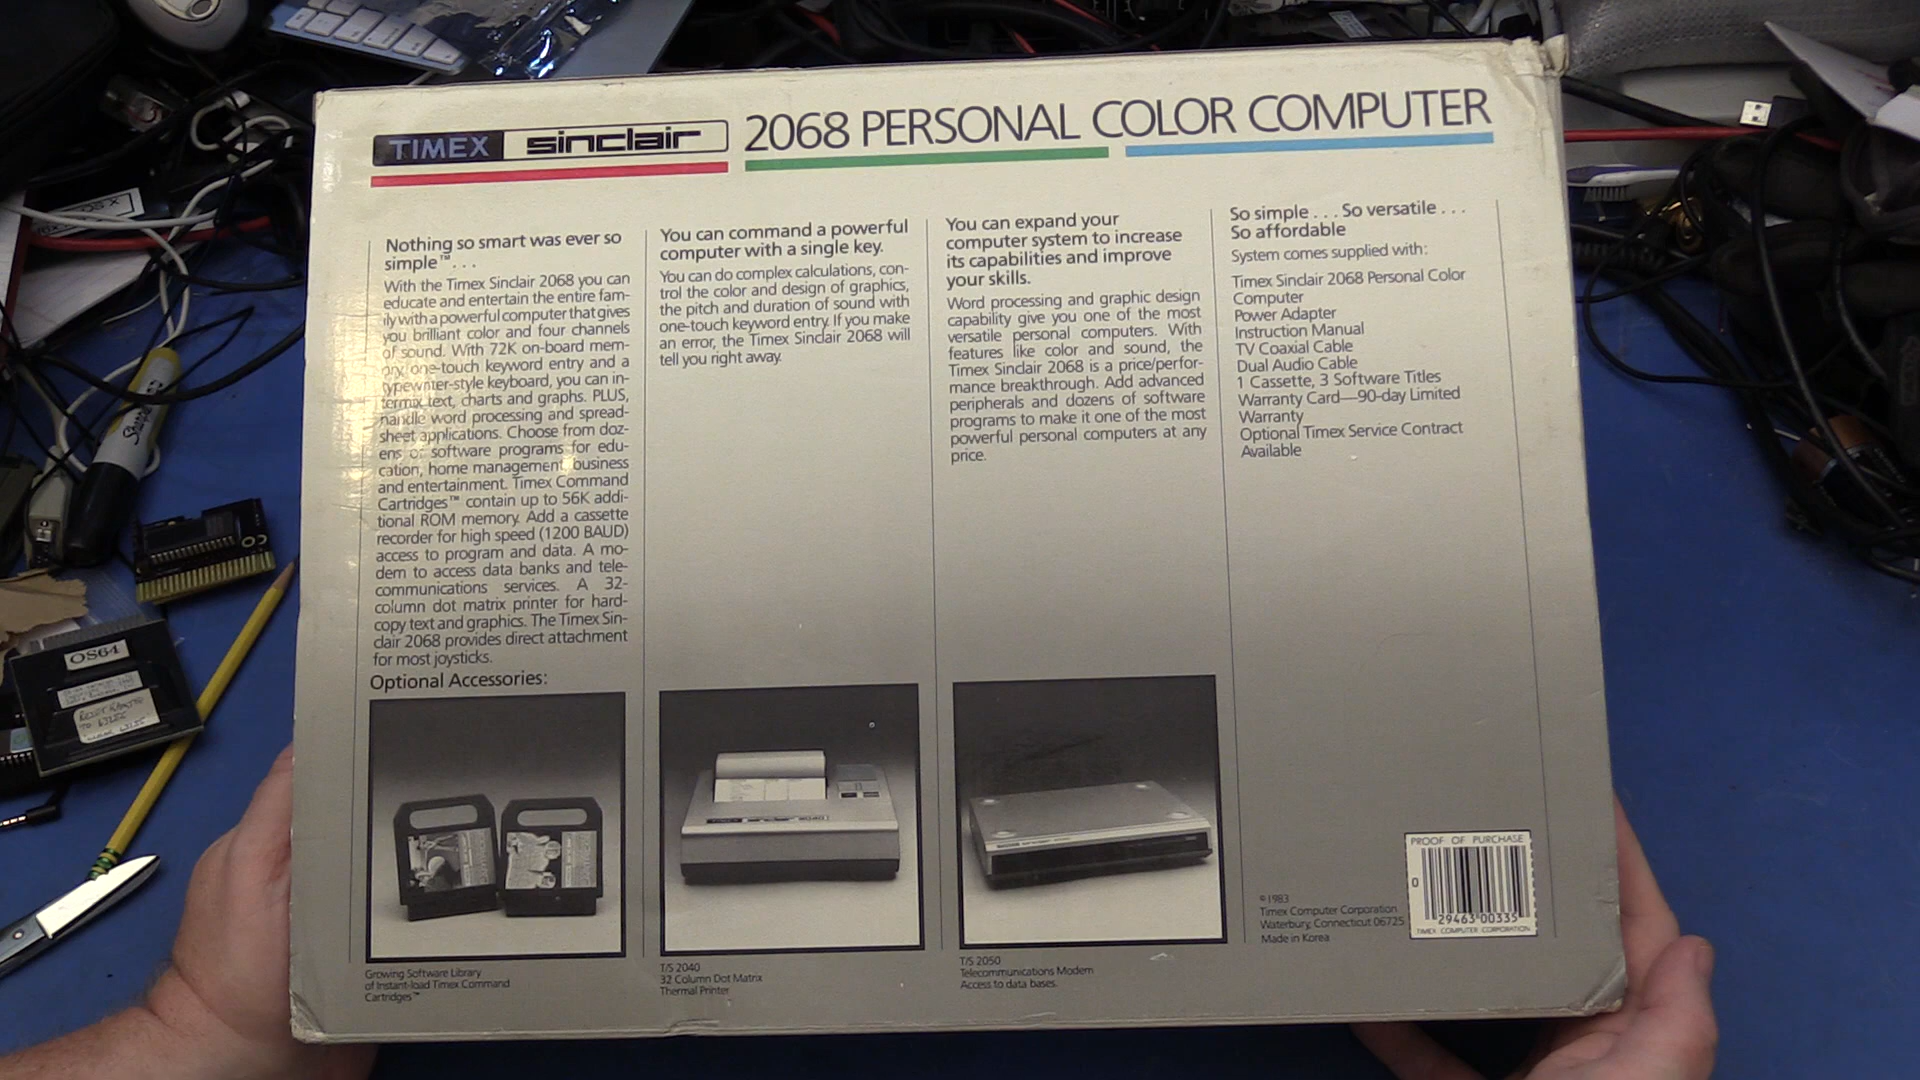 TIMEX sinclair
2068 PERSONAL COLOR COMPUTER
Nothing so smart was ever so
simple™...
With the Timex Sinclair 2068 you can
educate and entertain the entire fam-
ily with a powerful computer that gives
you brilliant color and four channels
of sound. With 72K on-board mem-
ory, one-touch keyword entry and a
typewriter-style keyboard, you can in-
termix text, charts and graphs. PLUS,
handle word processing and spread-
sheet applications. Choose from doz-
ens of software programs for edu-
cation, home management, business
and entertainment. Timex Command
Cartridges™ contain up to 56K addi-
tional ROM memory. Add a cassette
recorder for high speed (1200 BAUD)
access to program and data. A mo-
dem to access data banks and tele-
communications services. A 32-
column dot matrix printer for hard-
copy text and graphics. The Timex Sin-
clair 2068 provides direct attachment
for most joysticks.
Optional Accessories:
Growing Software Library
of Instant-load Timex Command
Cartridges™
You can command a powerful
computer with a single key.
You can do complex calculations, con-
trol the color and design of graphics,
the pitch and duration of sound with
one-touch keyword entry. If you make
an error, the Timex Sinclair 2068 will
tell you right away.
T/S 2040
32 Column Dot Matrix
Thermal Printer
You can expand your
computer system to increase
its capabilities and improve
your skills.
Word processing and graphic design
capability give you one of the most
versatile personal computers. With
features like color and sound, the
Timex Sinclair 2068 is a price/perfor-
mance breakthrough. Add advanced
peripherals and dozens of software
programs to make it one of the most
powerful personal computers at any
price.
T/S 2050
Telecommunications Modem
Access to data bases.
So simple... So versatile...
So affordable
System comes supplied with:
Timex Sinclair 2068 Personal Color
Computer
Power Adapter
Instruction Manual
TV Coaxial Cable
Dual Audio Cable
1 Cassette, 3 Software Titles
Warranty Card—90-day Limited
Warranty
Optional Timex Service Contract
Available
©1983
Timex Computer Corporation
Waterbury, Connecticut 06725
Made in Korea
PROOF OF PURCHASE
0
29463 00335
TIMEX COMPUTER CORPORATION
Sharpie
OS64